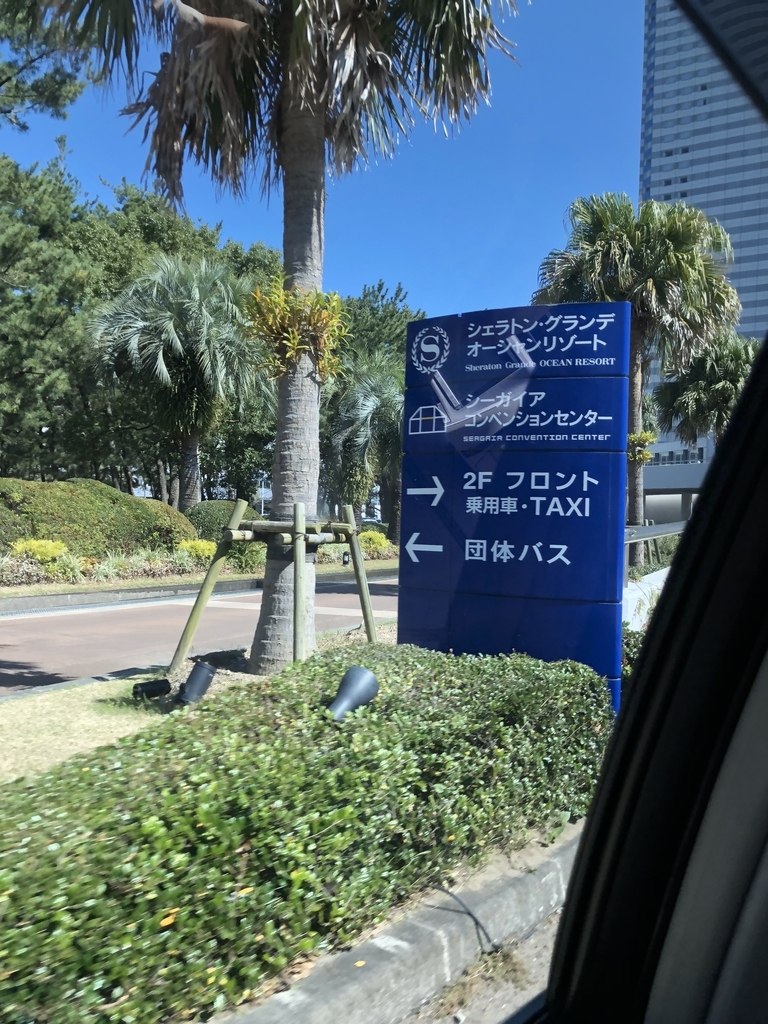 S
シェラトン・グランデ
オーシャンリゾート
Sheraton Grande OCEAN RESORT
シーガイア
コンベンションセンター
SEAGAIA CONVENTION CENTER
→ 2F フロント
乗用車・TAXI
← 団体バス